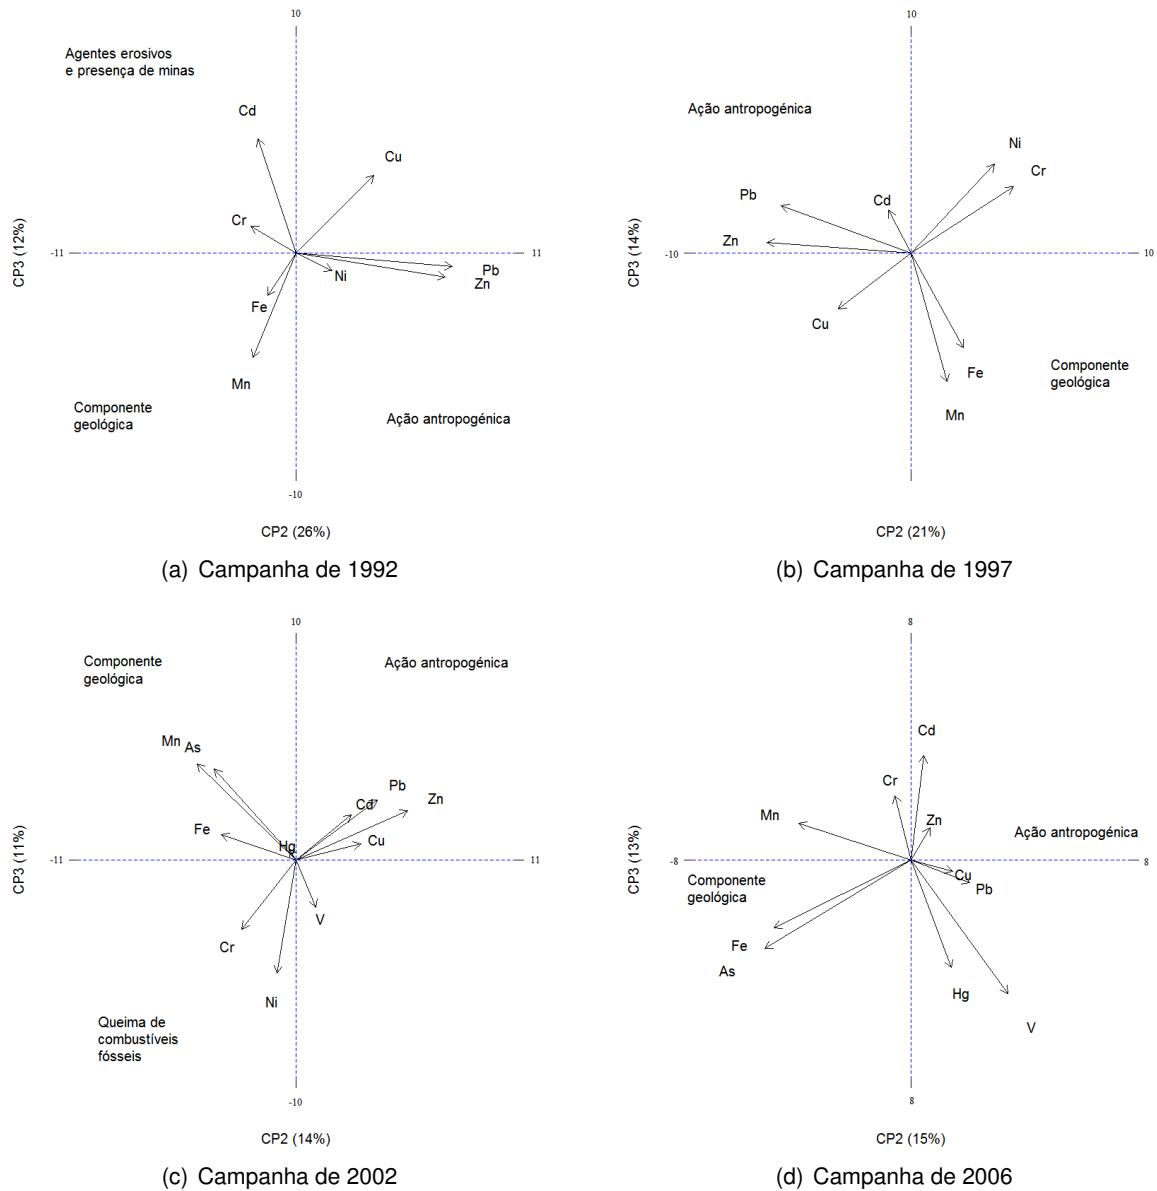 10
Agentes erosivos
e presença de minas
Cd
Cu
Cr
CP3 (12%)
-11
11
Ni
Pb
Zn
Fe
Mn
Componente
geológica
Ação antropogénica
-10
CP2 (26%)
(a) Campanha de 1992
10
Ação antropogénica
Ni
Cr
Pb
Cd
Zn
CP3 (14%)
-10
10
Cu
Fe
Componente
geológica
Mn
CP2 (21%)
(b) Campanha de 1997
10
Componente
geológica
Ação antropogénica
Mn
As
Pb
Cd
Zn
Fe
Hg
Cu
CP3 (11%)
-11
11
V
Cr
Ni
Queima de
combustíveis
fósseis
-10
CP2 (14%)
(c) Campanha de 2002
8
Cd
Cr
Mn
Zn
Ação antropogénica
CP3 (13%)
-8
8
Componente
geológica
Cu
Pb
Fe
As
Hg
V
8
CP2 (15%)
(d) Campanha de 2006